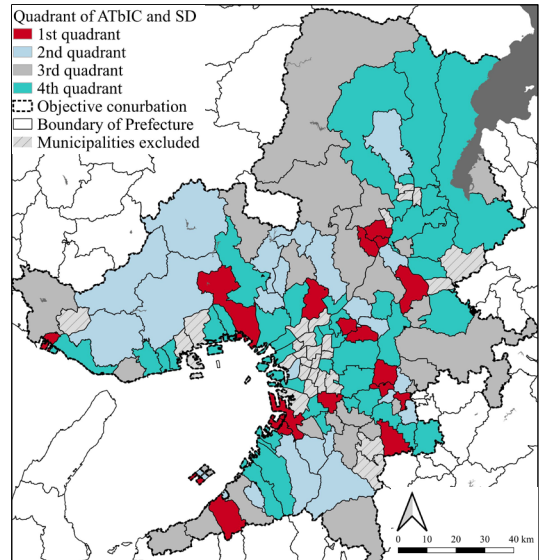 Quadrant of ATbIC and SD
1st quadrant
2nd quadrant
3rd quadrant
4th quadrant
Objective conurbation
Boundary of Prefecture
Municipalities excluded
0 10 20 30 40 km